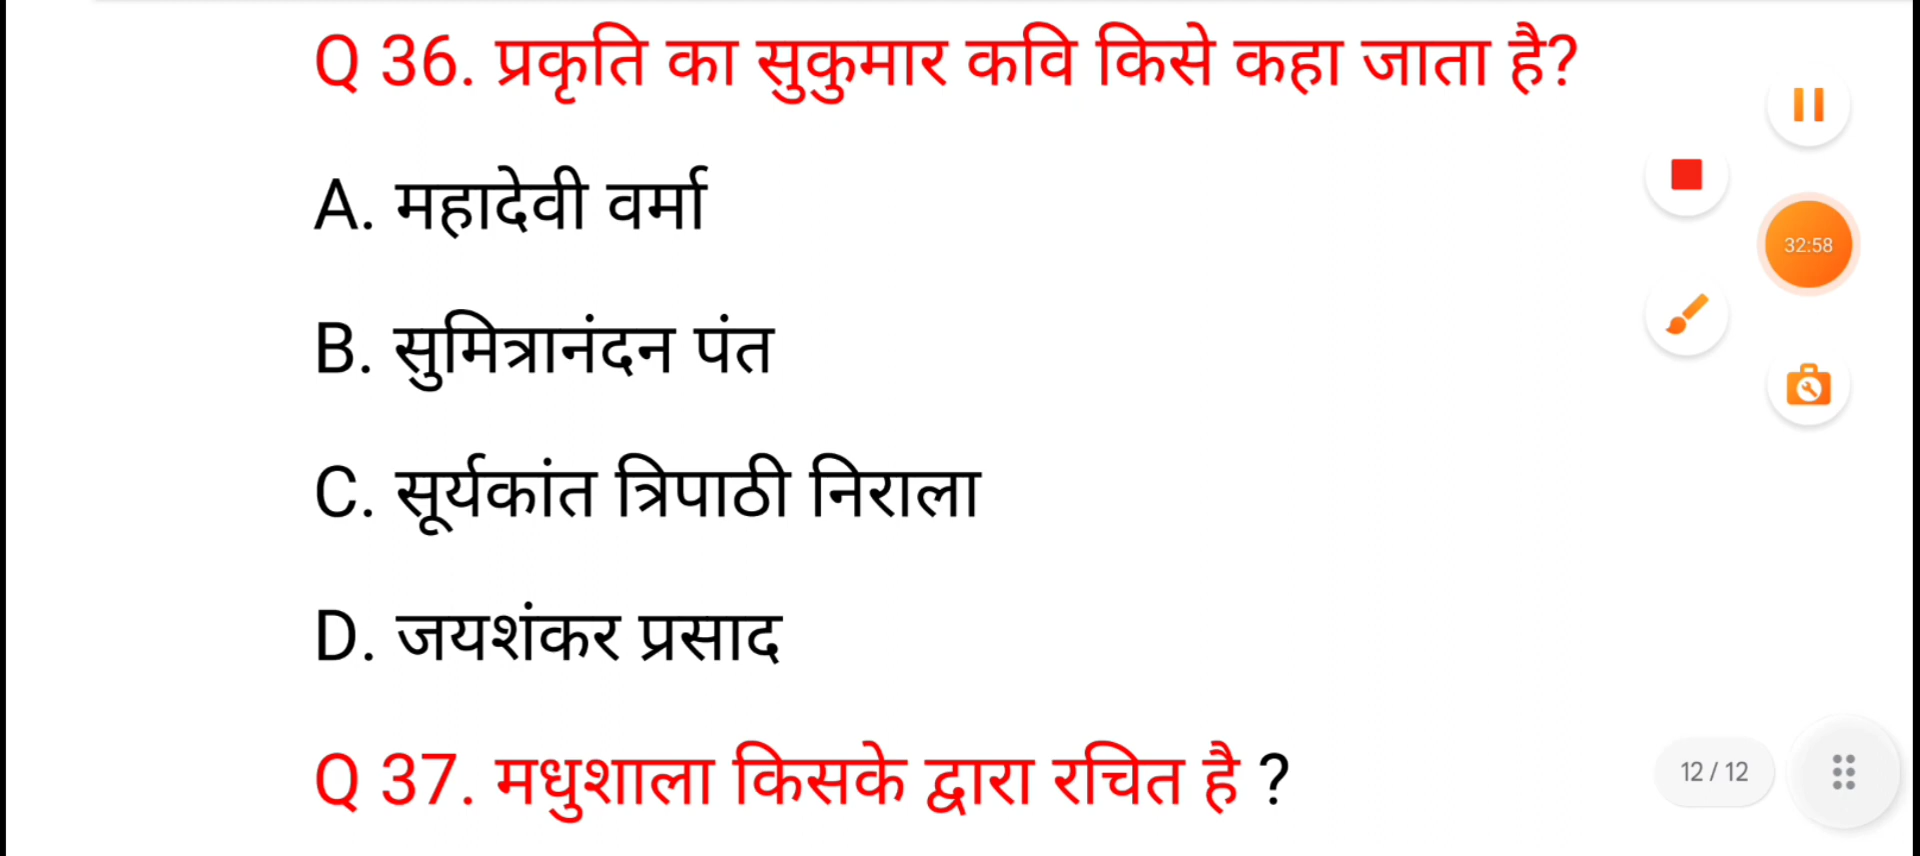 Q 36. प्रकृति का सुकुमार कवि किसे कहा जाता है?
A. महादेवी वर्मा
32:58
B. सुमित्रानंदन पंत
C. सूर्यकांत त्रिपाठी निराला
D. जयशंकर प्रसाद
Q 37. मधुशाला किसके द्वारा रचित है ?
12 / 12